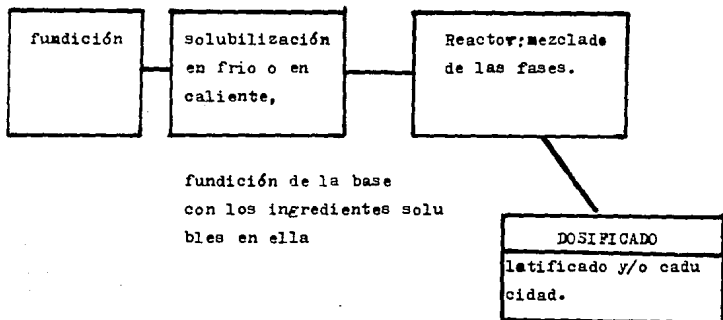 fundición
solubilización
en frio o en
caliente,
Reactor:mezclado
de las fases.
fundición de la base
con los ingredientes solu
bles en ella
DOSIFICADO
lotificado y/o cadu
cidad.